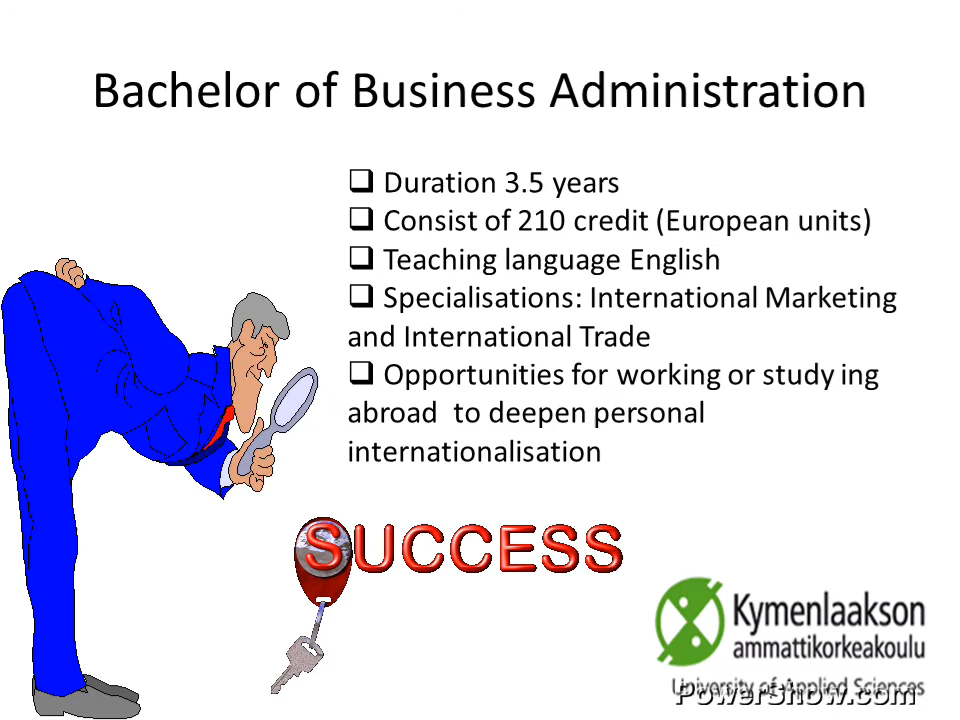 Bachelor of Business Administration
❑ Duration 3.5 years
❑ Consist of 210 credit (European units)
❑ Teaching language English
❑ Specialisations: International Marketing
and International Trade
❑ Opportunities for working or study ing
abroad  to deepen personal
internationalisation
SUCCESS
Kymenlaakson
ammattikorkeakoulu
University of Applied Sciences
PowerShow.com